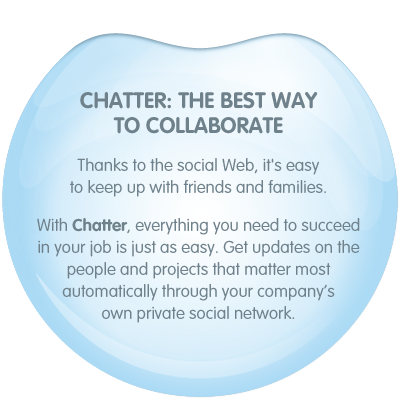 CHATTER: THE BEST WAY
TO COLLABORATE
Thanks to the social Web, it's easy
to keep up with friends and families.
With Chatter, everything you need to succeed
in your job is just as easy. Get updates on the
people and projects that matter most
automatically through your company’s
own private social network.